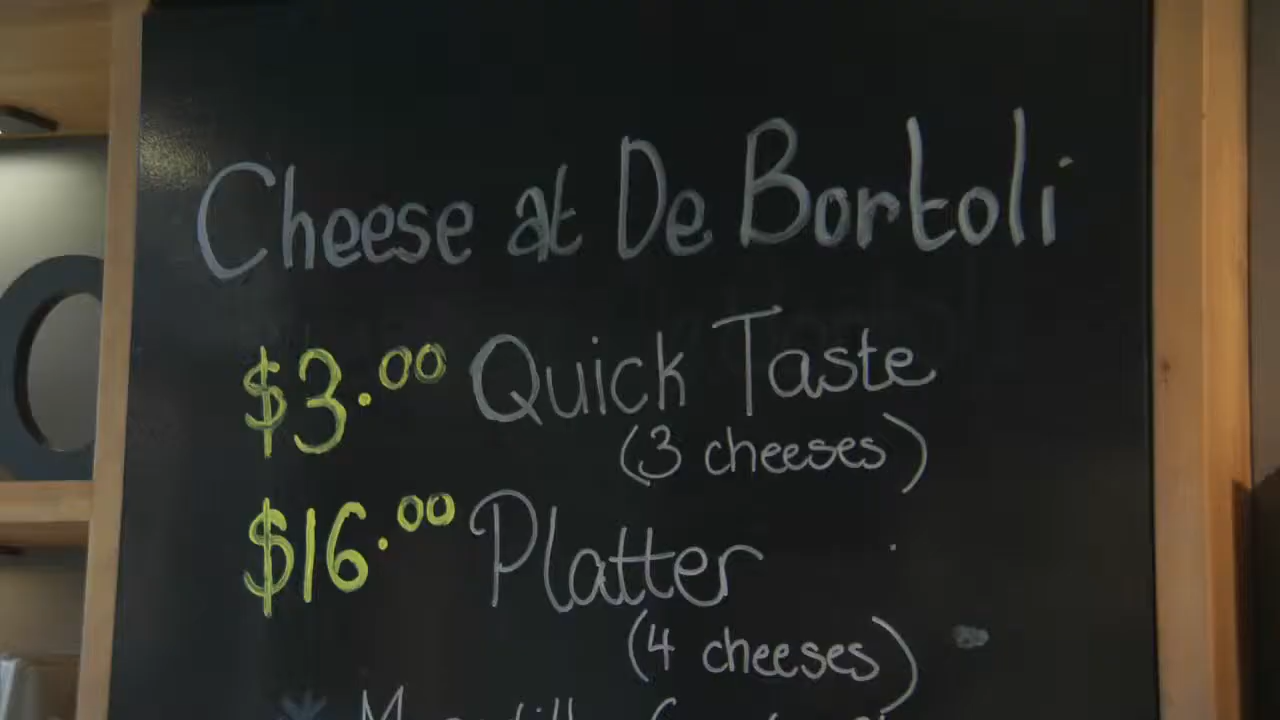 Cheese at De Bortoli
$3.00 Quick Taste
(3 cheeses)
$16.00 Platter
(4 cheeses)